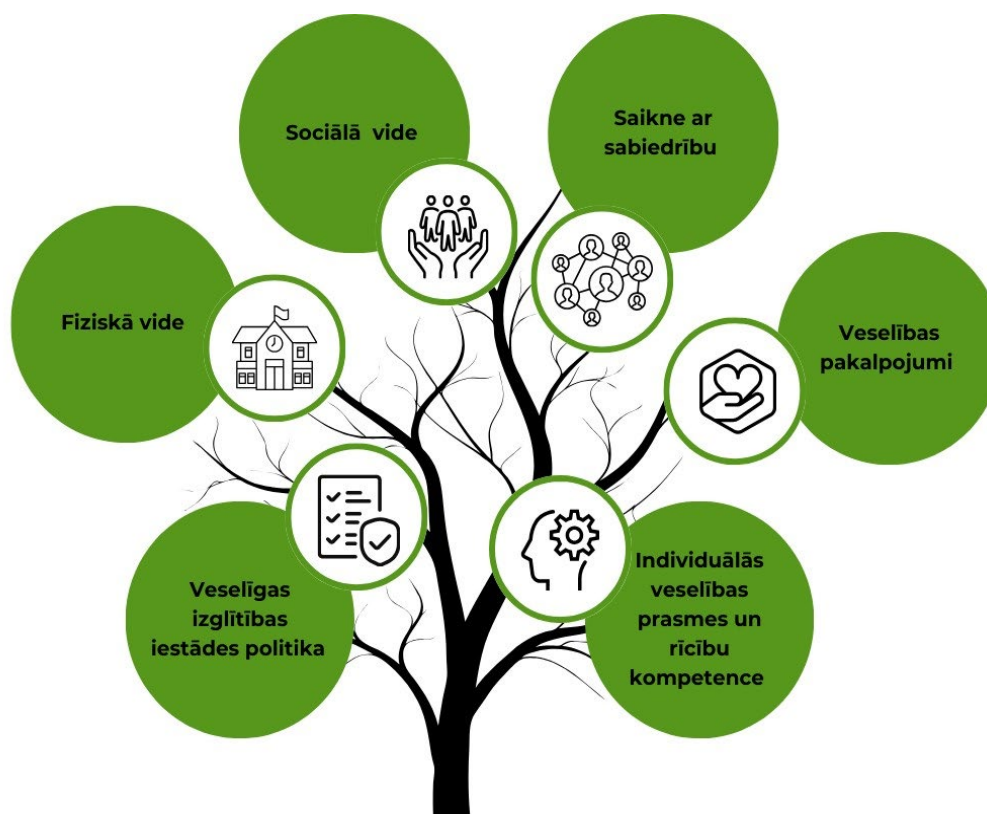 Sociālā vide
Saikne ar
sabiedrību
Fiziskā vide
Veselības
pakalpojumi
Veselīgas
izglītības
iestādes politika
Individuālās
veselības
prasmes un
rīcību
kompetence